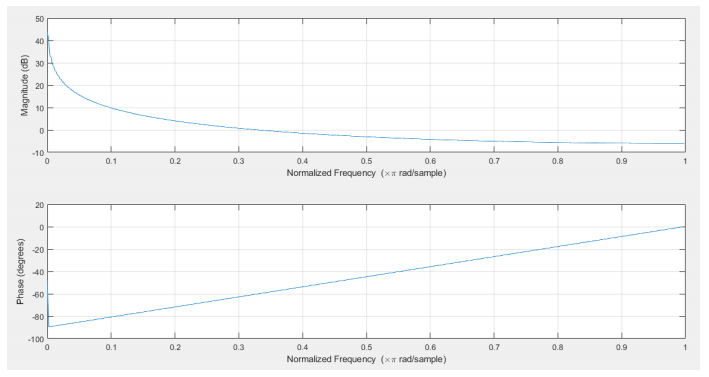 50
40
30
20
10
0
-10
Magnitude (dB)
0 0.1 0.2 0.3 0.4 0.5 0.6 0.7 0.8 0.9 1
Normalized Frequency (×π rad/sample)
20
0
-20
-40
-60
-80
-100
Phase (degrees)
0 0.1 0.2 0.3 0.4 0.5 0.6 0.7 0.8 0.9 1
Normalized Frequency (×π rad/sample)